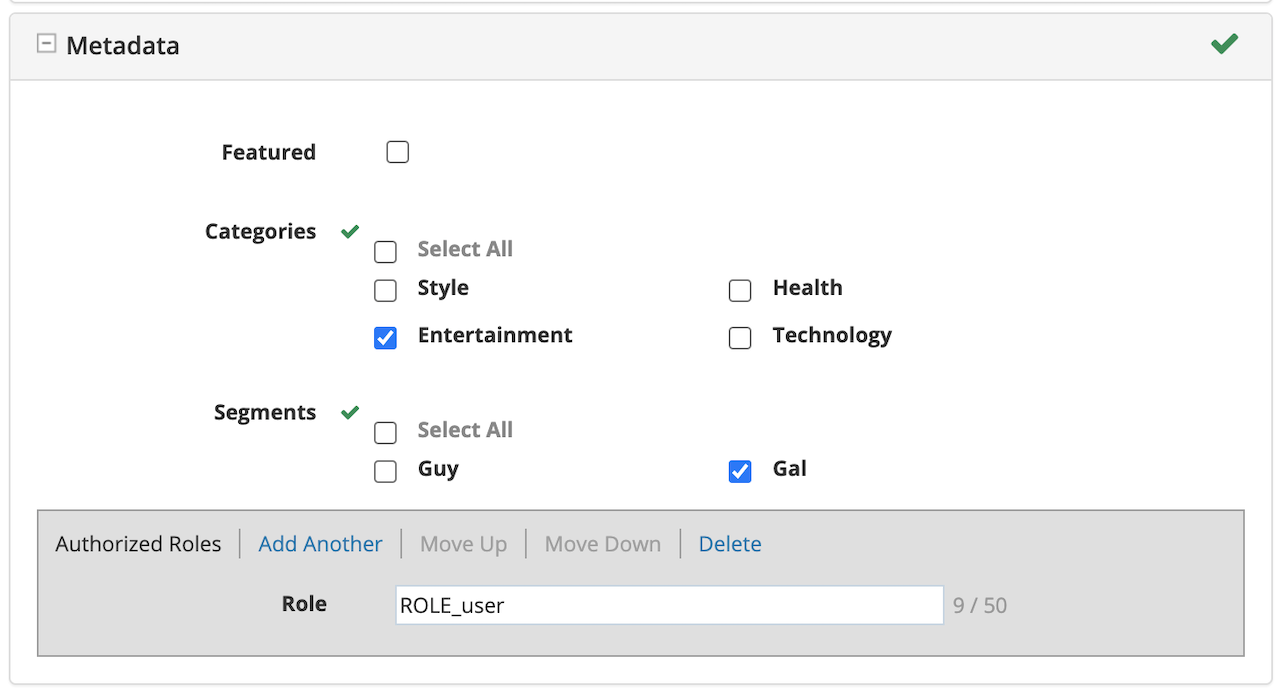 Metadata
Featured
Categories
Select All
Style Health
Entertainment Technology
Segments
Select All
Guy Gal
Authorized Roles Add Another Move Up Move Down Delete
Role ROLE_user 9 / 50